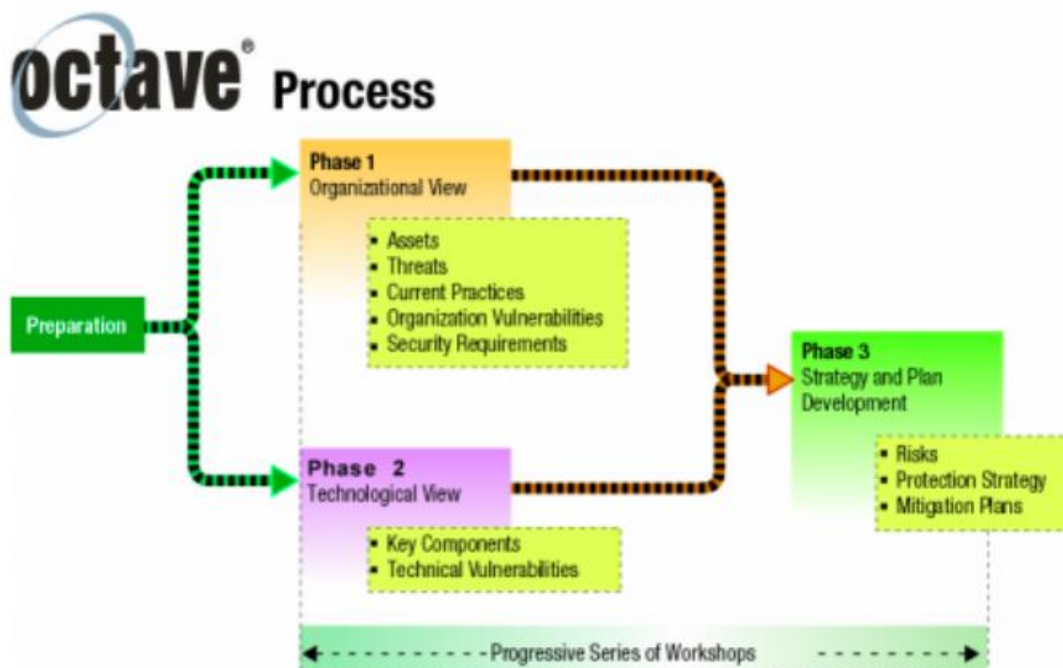 octave® Process
Phase 1
Organizational View
▪ Assets
▪ Threats
▪ Current Practices
▪ Organization Vulnerabilities
▪ Security Requirements
Preparation
Phase 3
Strategy and Plan
Development
▪ Risks
▪ Protection Strategy
▪ Mitigation Plans
Phase 2
Technological View
▪ Key Components
▪ Technical Vulnerabilities
Progressive Series of Workshops